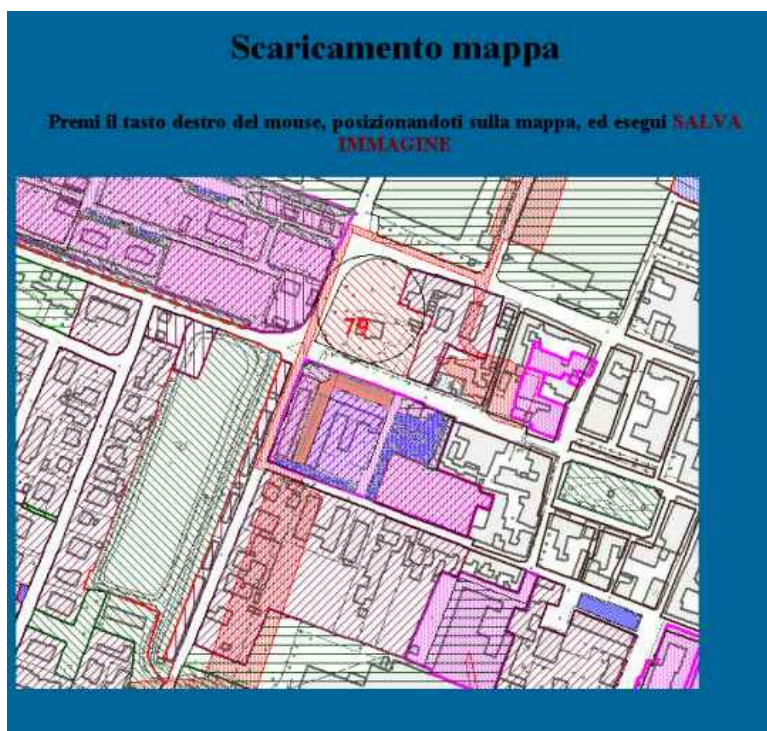 Scaricamento mappa
Premi il tasto destro del mouse, posizionandoti sulla mappa, ed esegui SALVA
IMMAGINE
79